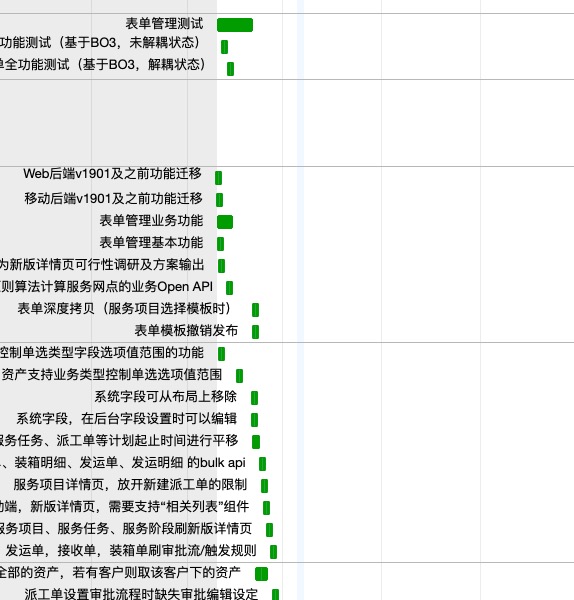 表单管理测试
功能测试（基于BO3，未解耦状态）
全功能测试（基于BO3，解耦状态）
Web后端v1901及之前功能迁移
移动后端v1901及之前功能迁移
表单管理业务功能
表单管理基本功能
为新版详情页可行性调研及方案输出
则算法计算服务网点的业务Open API
表单深度拷贝（服务项目选择模板时）
表单模板撤销发布
控制单选类型字段选项值范围的功能
资产支持业务类型控制单选选项值范围
系统字段可从布局上移除
系统字段，在后台字段设置时可以编辑
服务任务、派工单等计划起止时间进行平移
、装箱明细、发运单、发运明细 的bulk api
服务项目详情页，放开新建派工单的限制
动端，新版详情页，需要支持“相关列表”组件
服务项目、服务任务、服务阶段刷新版详情页
发运单，接收单，装箱单刷审批流/触发规则
全部的资产，若有客户则取该客户下的资产
派工单设置审批流程时缺失审批编辑设定